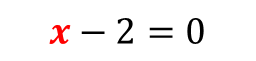 x − 2 = 0